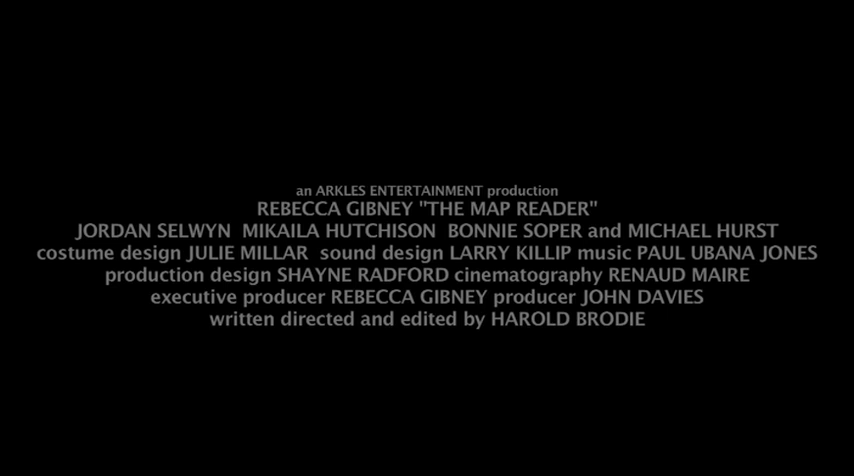 an ARKLES ENTERTAINMENT production
REBECCA GIBNEY "THE MAP READER"
JORDAN SELWYN MIKAILA HUTCHISON BONNIE SOPER and MICHAEL HURST
costume design JULIE MILLAR sound design LARRY KILLIP music PAUL UBANA JONES
production design SHAYNE RADFORD cinematography RENAUD MAIRE
executive producer REBECCA GIBNEY producer JOHN DAVIES
written directed and edited by HAROLD BRODIE